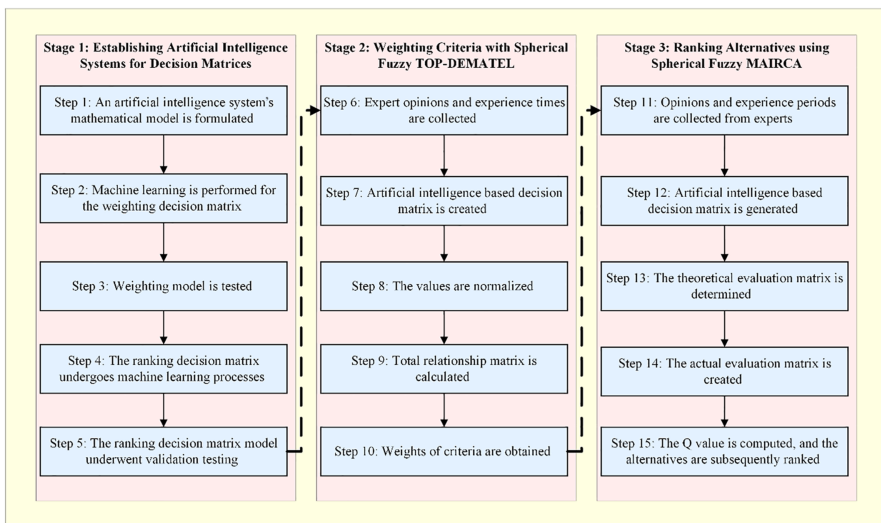 Stage 1: Establishing Artificial Intelligence
Systems for Decision Matrices
Step 1: An artificial intelligence system's
mathematical model is formulated
Step 2: Machine learning is performed for
the weighting decision matrix
Step 3: Weighting model is tested
Step 4: The ranking decision matrix
undergoes machine learning processes
Step 5: The ranking decision matrix model
underwent validation testing
Stage 2: Weighting Criteria with Spherical
Fuzzy TOP-DEMATEL
Step 6: Expert opinions and experience times
are collected
Step 7: Artificial intelligence based decision
matrix is created
Step 8: The values are normalized
Step 9: Total relationship matrix is
calculated
Step 10: Weights of criteria are obtained
Stage 3: Ranking Alternatives using
Spherical Fuzzy MAIRCA
Step 11: Opinions and experience periods
are collected from experts
Step 12: Artificial intelligence based
decision matrix is generated
Step 13: The theoretical evaluation matrix is
determined
Step 14: The actual evaluation matrix is
created
Step 15: The Q value is computed, and the
alternatives are subsequently ranked